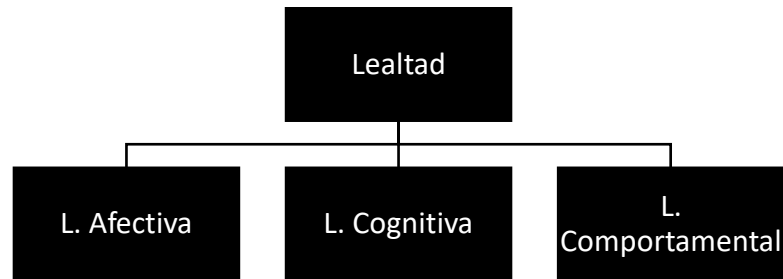 Lealtad
L. Afectiva
L. Cognitiva
L.
Comportamental